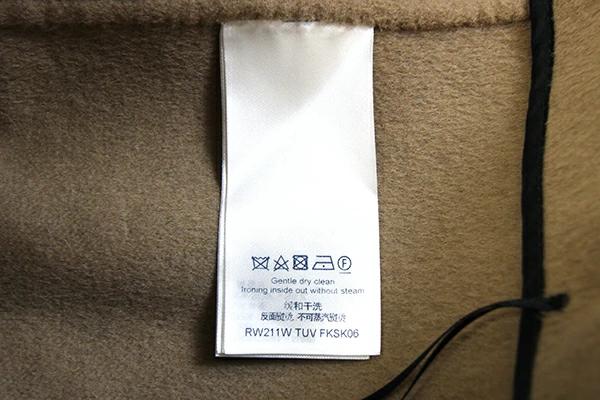 F
Gentle dry clean
Ironing inside out without steam
缓和干洗
反面熨烫, 不可蒸汽熨烫
RW211W TUV FKSK06